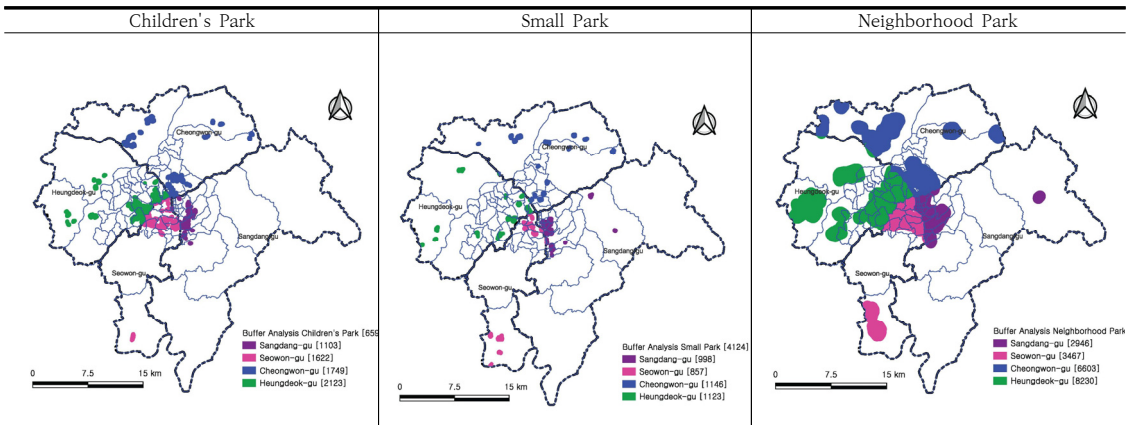 Children's Park
Small Park
Neighborhood Park
Cheongwon-gu
Heungdeok-gu
Sangdang-gu
Seowon-gu
Buffer Analysis Children's Park [659
Sangdang-gu [1103]
Seowon-gu [1622]
Cheongwon-gu [1749]
Heungdeok-gu [2123]
0 7.5 15 km
Cheongwon-gu
Heungdeok-gu
Sangdang-gu
Seowon-gu
Buffer Analysis Small Park [4124]
Sangdang-gu [998]
Seowon-gu [857]
Cheongwon-gu [1146]
Heungdeok-gu [1123]
0 7.5 15 km
Cheongwon-gu
Heungdeok-gu
Sangdang-gu
Seowon-gu
Buffer Analysis Neighborhood Park
Sangdang-gu [2946]
Seowon-gu [3467]
Cheongwon-gu [6603]
Heungdeok-gu [8230]
0 7.5 15 km